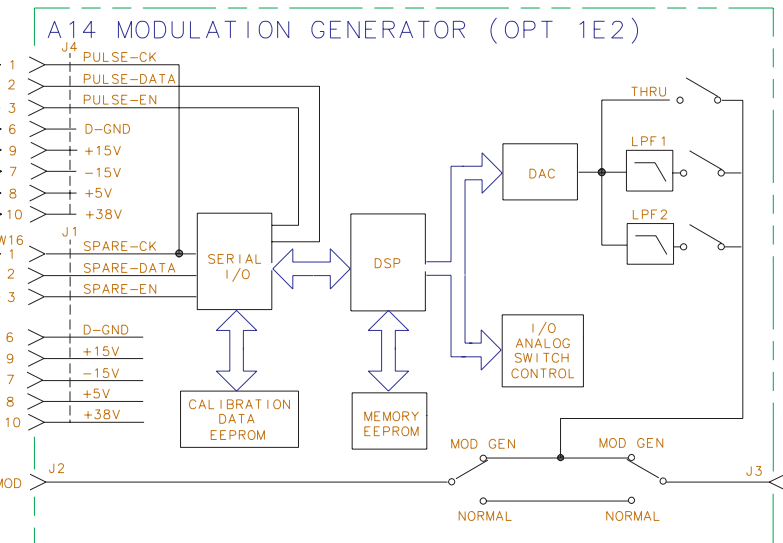 A14 MODULATION GENERATOR (OPT 1E2)
J4
1 PULSE-CK
2 PULSE-DATA
3 PULSE-EN
6 D-GND
9 +15V
7 -15V
8 +5V
10 +38V
THRU
LPF1
LPF2
DAC
W16
J1
1 SPARE-CK
2 SPARE-DATA
3 SPARE-EN
6 D-GND
9 +15V
7 -15V
8 +5V
10 +38V
SERIAL
I/O
DSP
I/O
ANALOG
SWITCH
CONTROL
CALIBRATION
DATA
EEPROM
MEMORY
EEPROM
MOD GEN
MOD GEN
MOD
J2
J3
NORMAL
NORMAL